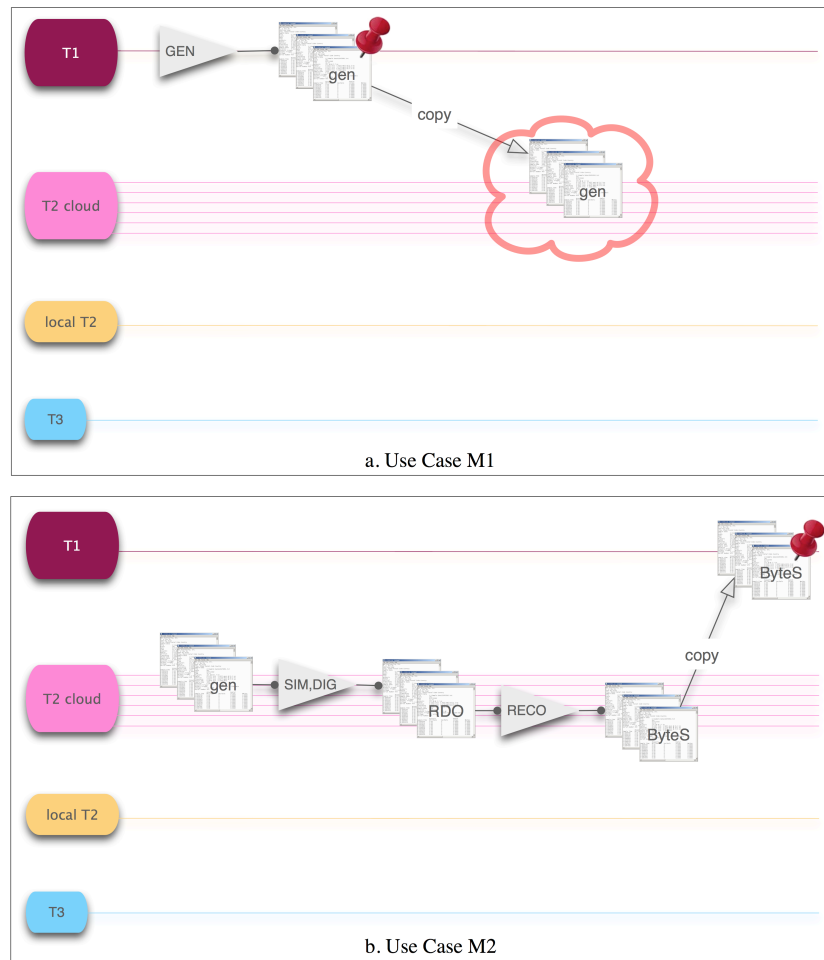 T1
GEN
gen
copy
gen
T2 cloud
local T2
T3
a. Use Case M1
T1
ByteS
copy
gen
SIM,DIG
RDO
RECO
ByteS
T2 cloud
local T2
T3
b. Use Case M2